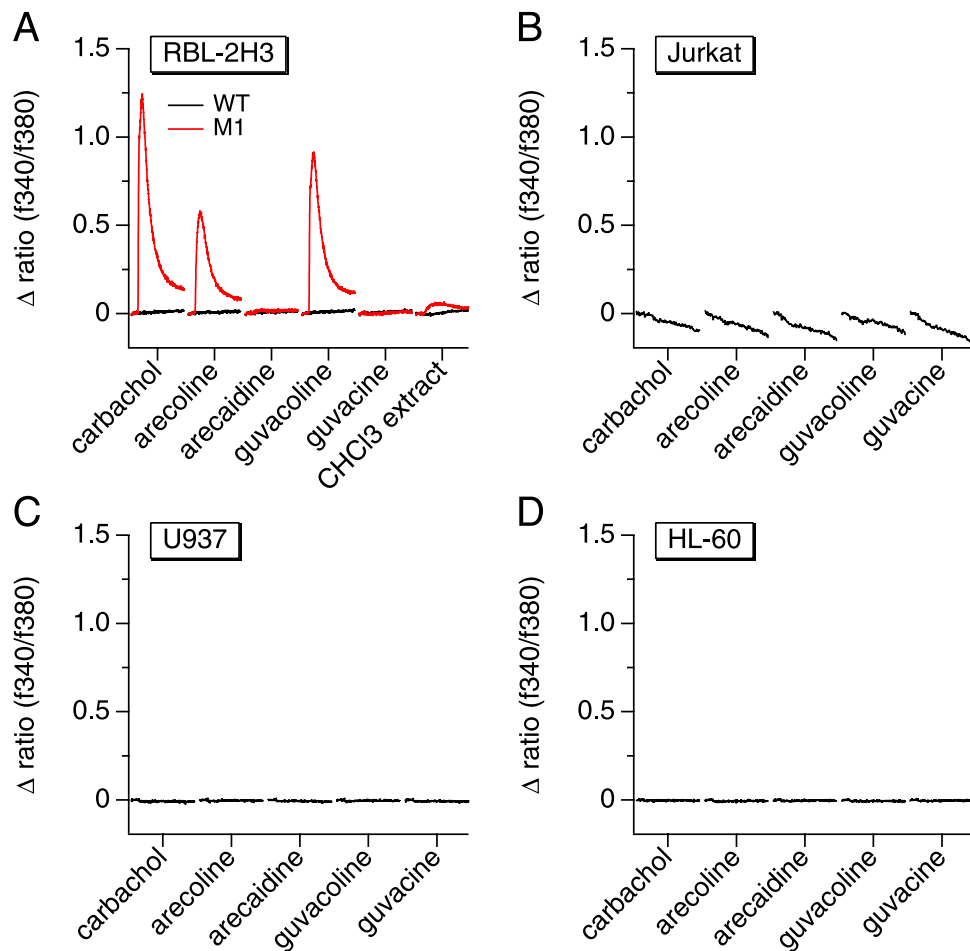 A
RBL-2H3
WT
M1
Δ ratio (f340/f380)
1.5
1.0
0.5
0
carbachol
arecoline
arecaidine
guvacoline
guvacine
CHCl3 extract
B
Jurkat
Δ ratio (f340/f380)
1.5
1.0
0.5
0
carbachol
arecoline
arecaidine
guvacoline
guvacine
C
U937
Δ ratio (f340/f380)
1.5
1.0
0.5
0
carbachol
arecoline
arecaidine
guvacoline
guvacine
D
HL-60
Δ ratio (f340/f380)
1.5
1.0
0.5
0
carbachol
arecoline
arecaidine
guvacoline
guvacine